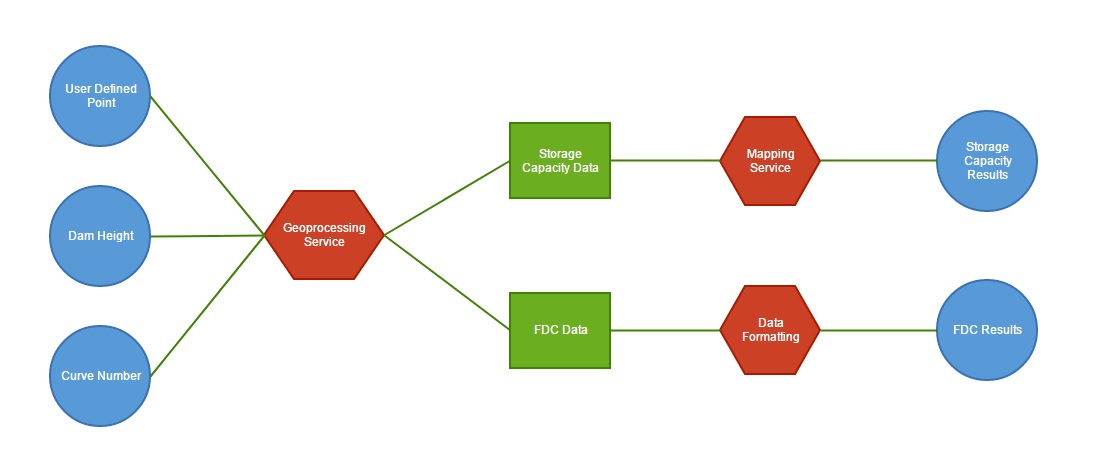 User Defined
Point
Dam Height
Curve Number
Geoprocessing
Service
Storage
Capacity Data
FDC Data
Mapping
Service
Data
Formatting
Storage
Capacity
Results
FDC Results